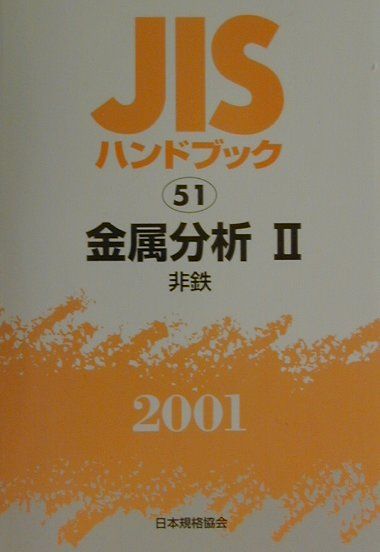 JIS
ハンドブック
51
金属分析 II
非鉄
2001
日本規格協会